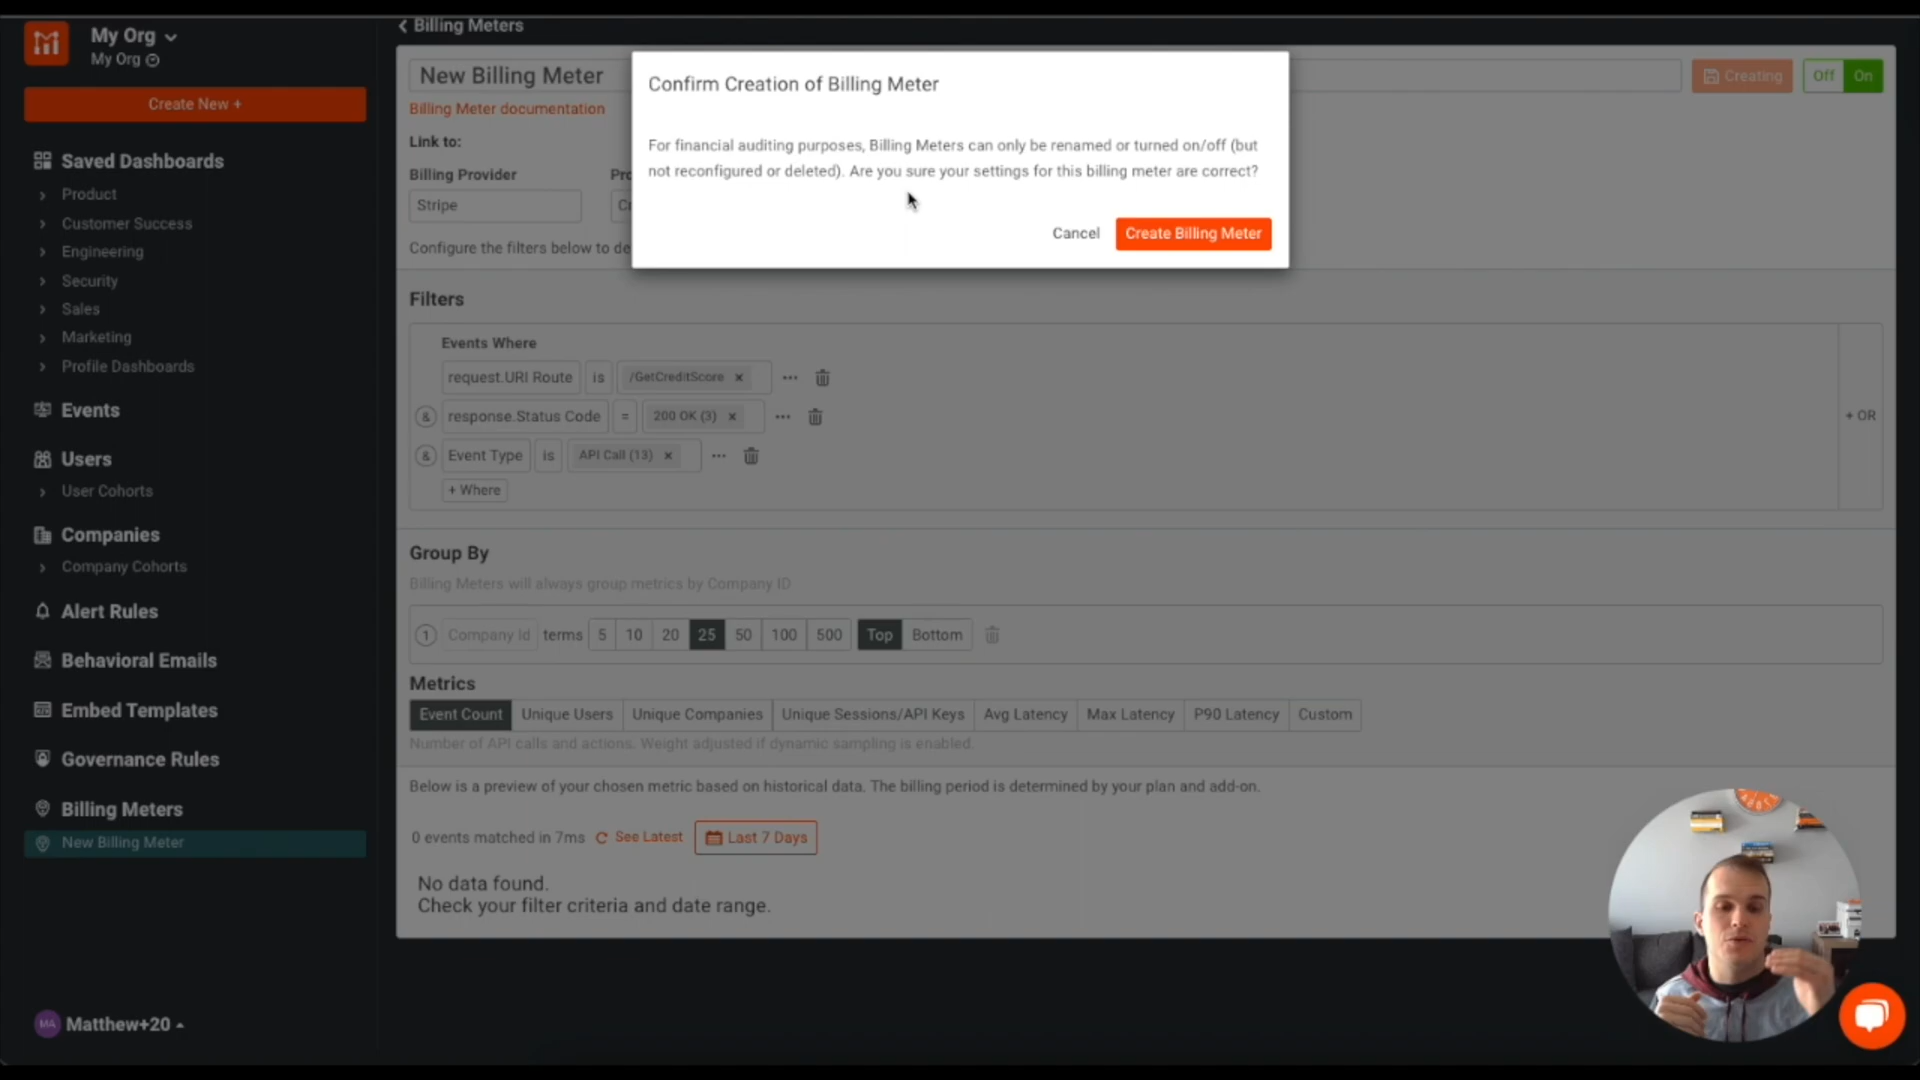 My Org
My Org
Create New +
Saved Dashboards
Product
Customer Success
Engineering
Security
Sales
Marketing
Profile Dashboards
Events
Users
User Cohorts
Companies
Company Cohorts
Alert Rules
Behavioral Emails
Embed Templates
Governance Rules
Billing Meters
New Billing Meter
MA Matthew+20
Billing Meters
New Billing Meter
Creating
Off On
Billing Meter documentation
Link to:
Billing Provider
Stripe
Configure the filters below to de
Confirm Creation of Billing Meter
For financial auditing purposes, Billing Meters can only be renamed or turned on/off (but
not reconfigured or deleted). Are you sure your settings for this billing meter are correct?
Cancel Create Billing Meter
Filters
Events Where
request.URI Route is /GetCreditScore ×
& response.Status Code = 200 OK (3) ×
& Event Type is API Call (13) ×
+ Where
+ OR
Group By
Billing Meters will always group metrics by Company ID
1 Company Id terms 5 10 20 25 50 100 500 Top Bottom
Metrics
Event Count Unique Users Unique Companies Unique Sessions/API Keys Avg Latency Max Latency P90 Latency Custom
Number of API calls and actions. Weight adjusted if dynamic sampling is enabled.
Below is a preview of your chosen metric based on historical data. The billing period is determined by your plan and add-on.
0 events matched in 7ms See Latest Last 7 Days
No data found.
Check your filter criteria and date range.